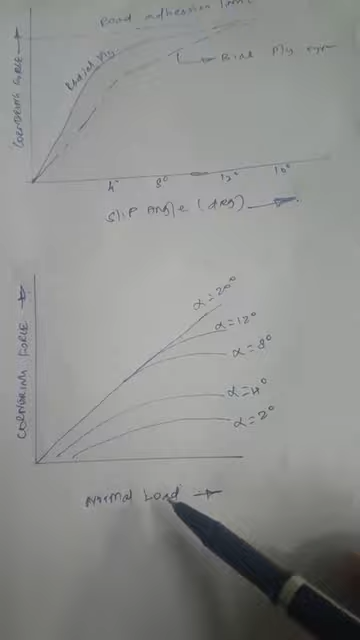 Road adhesion limit
Radial Ply
Bias Ply type
CORNERING FORCE →
4° 8° 12° 16°
Slip Angle (deg) →
α=20°
α=12°
α=8°
α=4°
α=2°
CORNERING FORCE →
Normal Load →